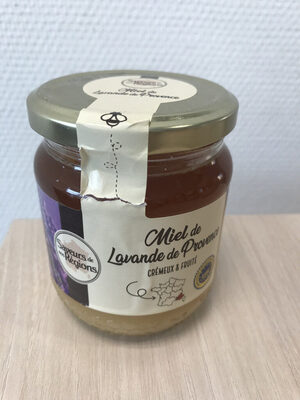 Miel de
Lavande de Provence
Miel de
Lavande de Provence
CRÉMEUX & FRUITÉ
Saveurs de
nos Régions